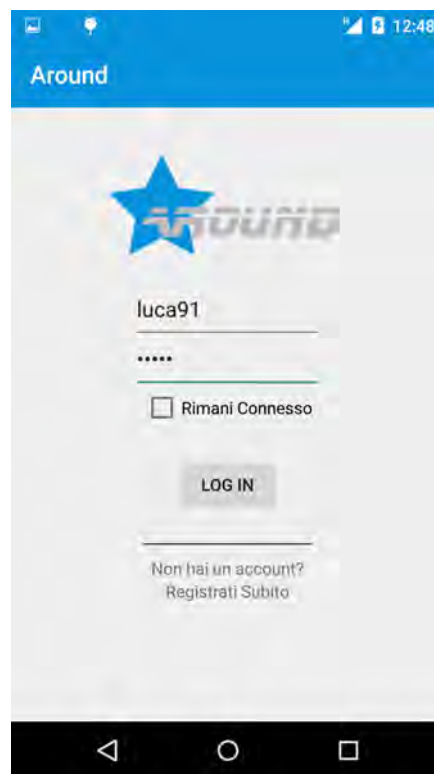 12:48
Around
AROUND
luca91
•••••
Rimani Connesso
LOG IN
Non hai un account?
Registrati Subito